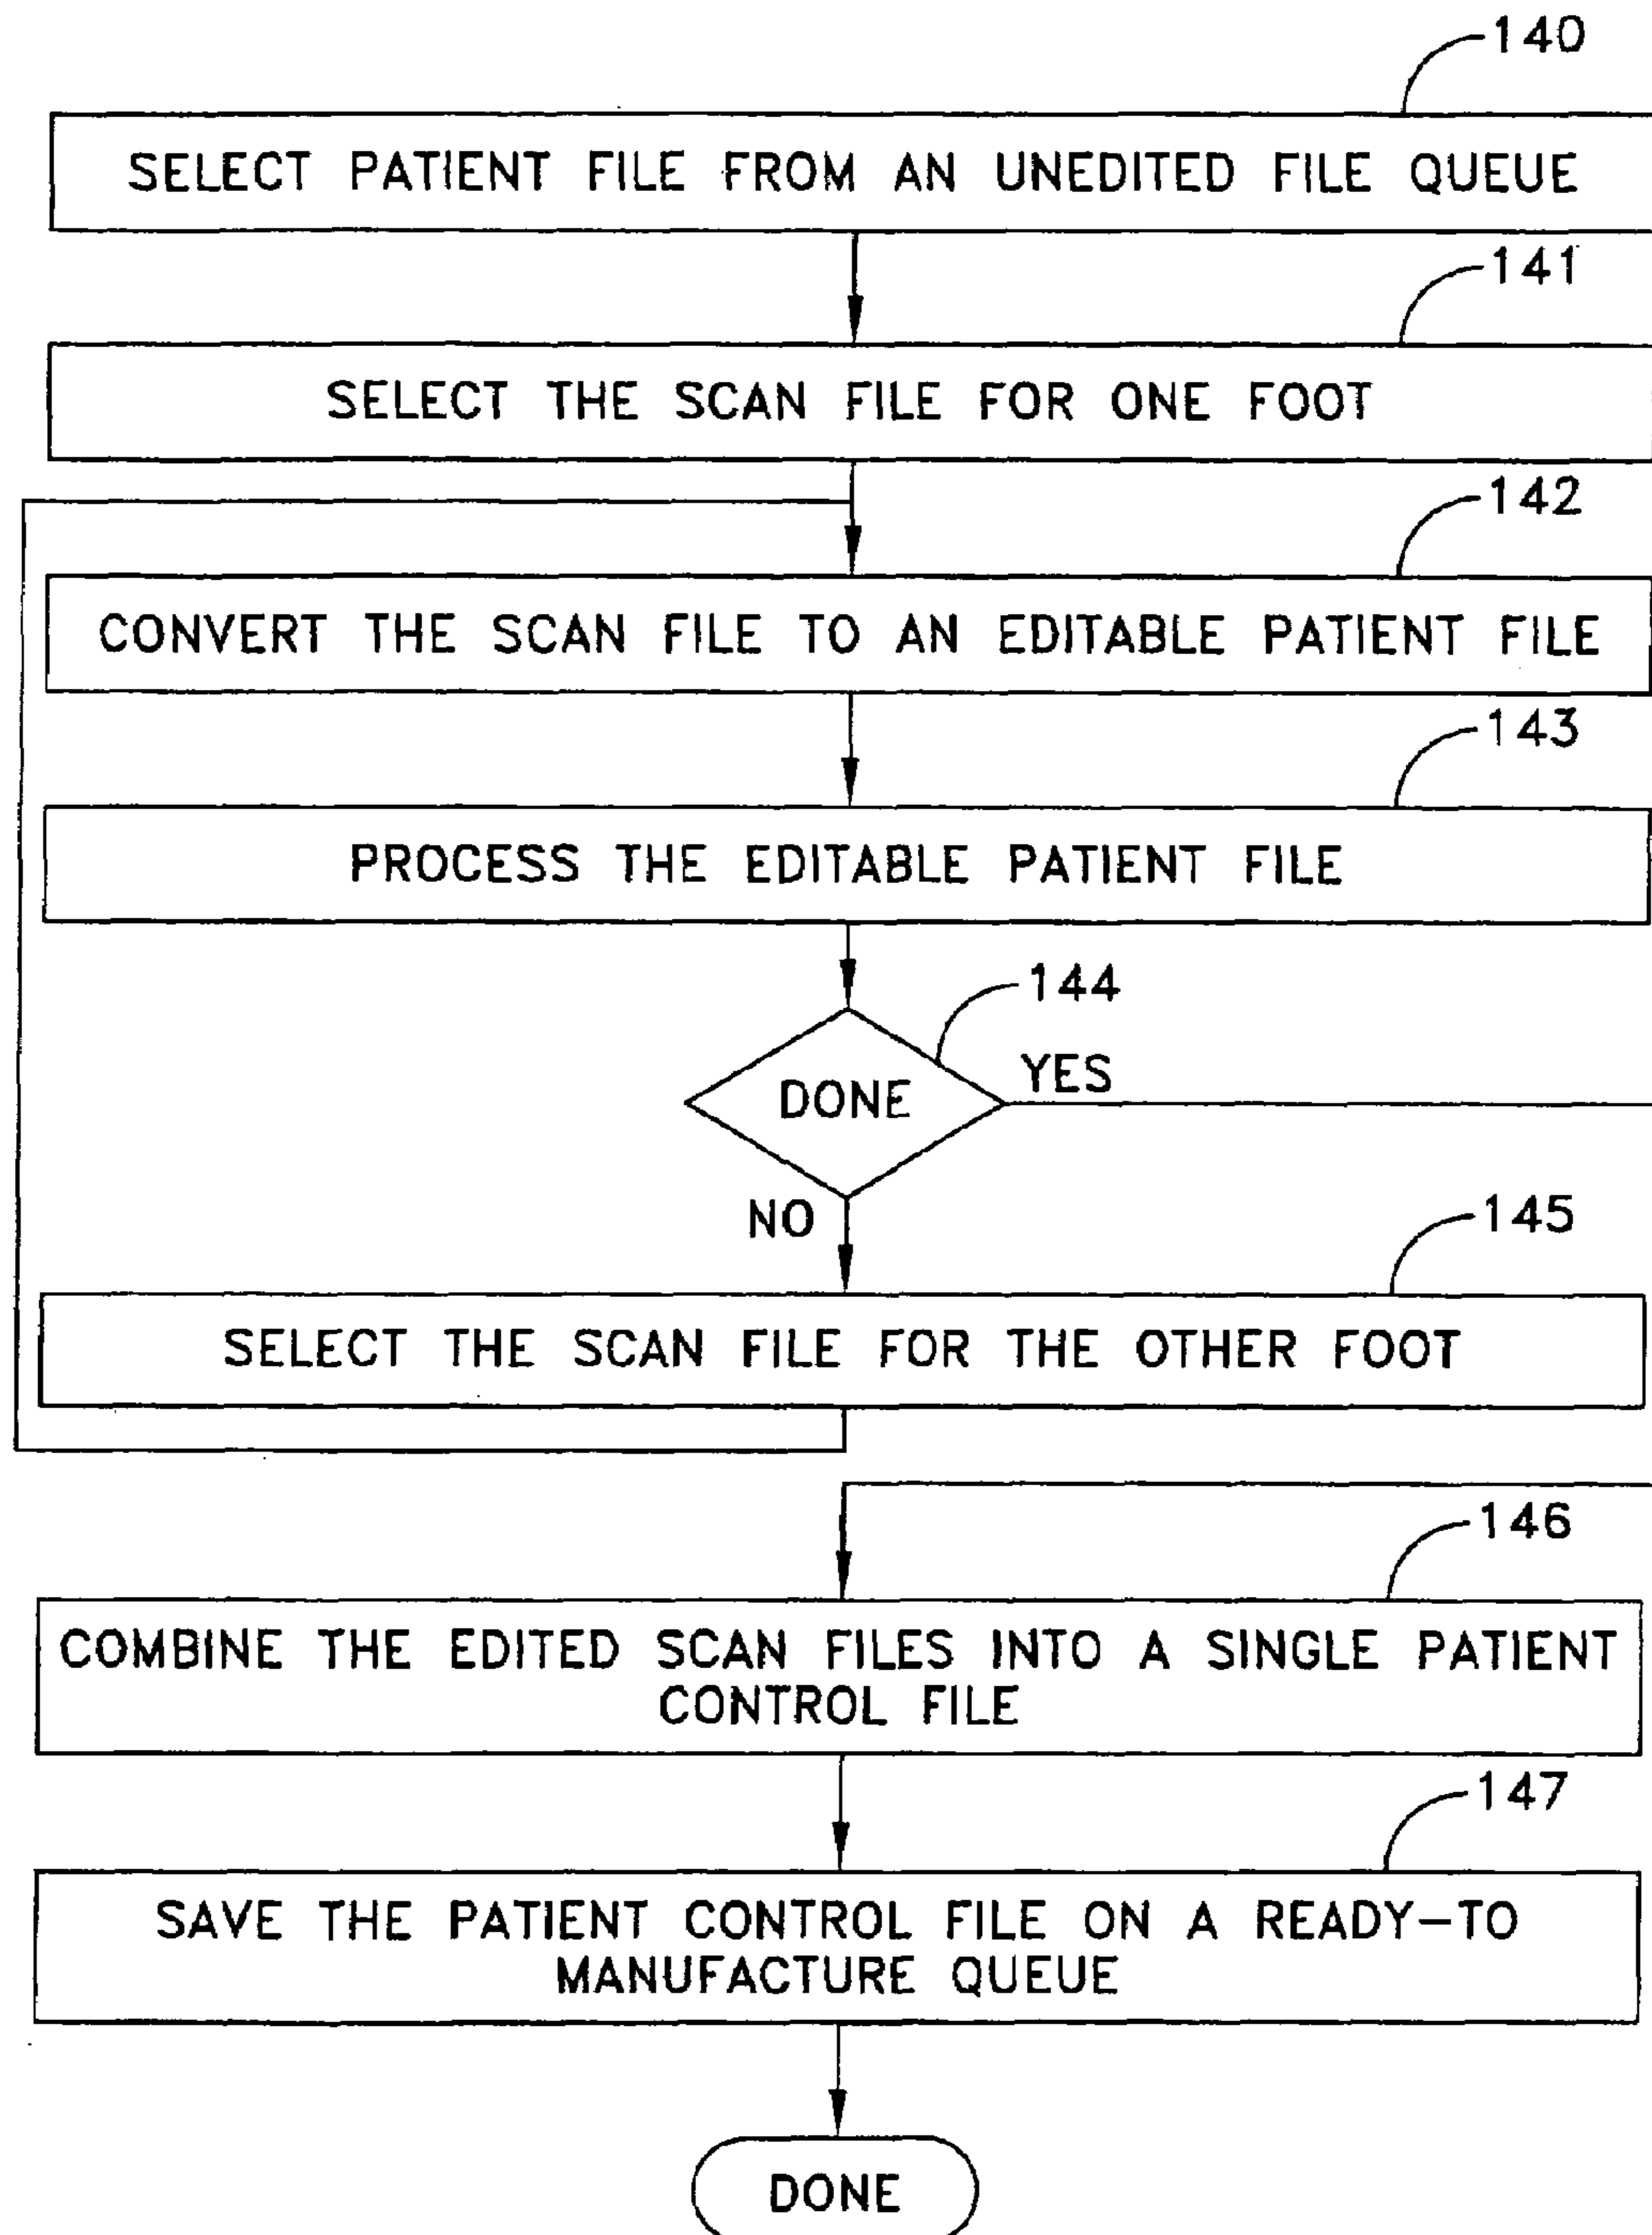 140
SELECT PATIENT FILE FROM AN UNEDITED FILE QUEUE
141
SELECT THE SCAN FILE FOR ONE FOOT
142
CONVERT THE SCAN FILE TO AN EDITABLE PATIENT FILE
143
PROCESS THE EDITABLE PATIENT FILE
144
YES
DONE
NO
145
SELECT THE SCAN FILE FOR THE OTHER FOOT
146
COMBINE THE EDITED SCAN FILES INTO A SINGLE PATIENT
CONTROL FILE
147
SAVE THE PATIENT CONTROL FILE ON A READY-TO
MANUFACTURE QUEUE
DONE